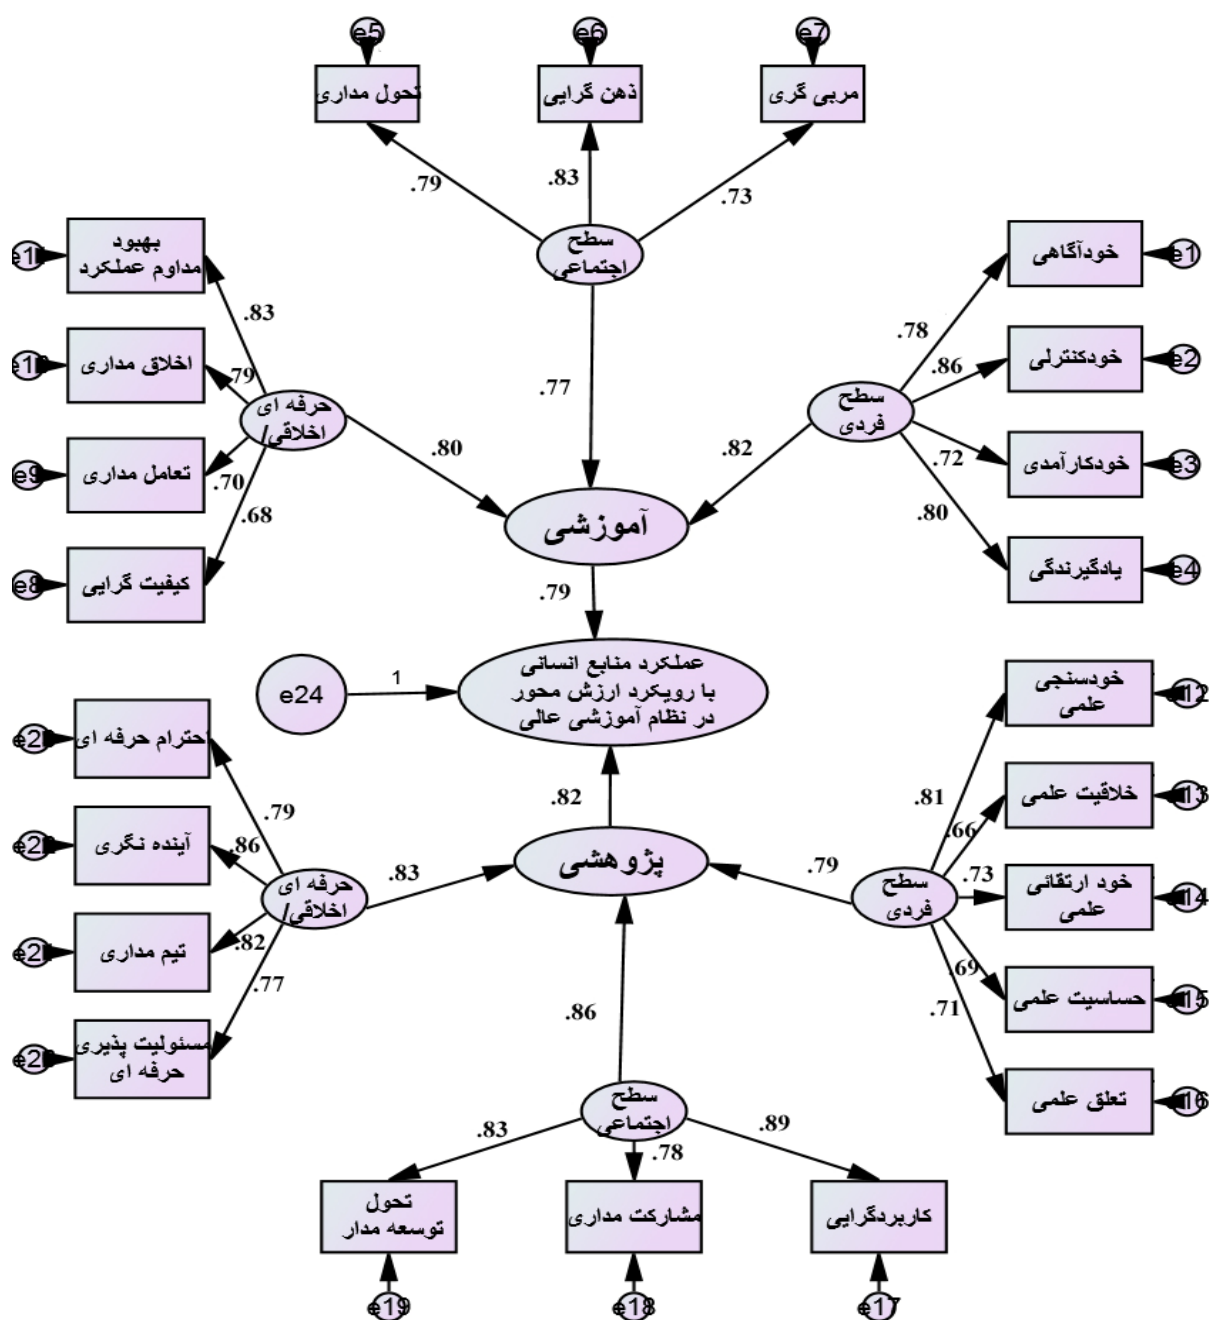 e5
e6
e7
تحول مداری
ذهن گرایی
مربی گری
.79
.83
.73
سطح
اجتماعی
.77
بهبود
مداوم عملکرد
اخلاق مداری
e9
تعامل مداری
e8
کیفیت گرایی
.83
.79
.70
.68
حرفه ای
اخلاقی/
.80
خودآگاهی
e1
خودکنترلی
e2
خودکارآمدی
e3
یادگیرندگی
e4
.78
.86
.72
.80
سطح
فردی
.82
آموزشی
.79
e24
1
عملکرد منابع انسانی
با رویکرد ارزش محور
در نظام آموزشی عالی
.82
پژوهشی
احترام حرفه ای
آینده نگری
تیم مداری
مسئولیت پذیری
حرفه ای
.79
.86
.82
.77
حرفه ای
اخلاقی/
.83
خودسنجی
علمی
e12
خلاقیت علمی
e13
خود ارتقائی
علمی
e14
حساسیت علمی
e15
تعلق علمی
e16
.81
.66
.73
.69
.71
سطح
فردی
.79
.86
سطح
اجتماعی
.83
.78
.89
تحول
توسعه مدار
مشارکت مداری
کاربردگرایی
e19
e18
e17